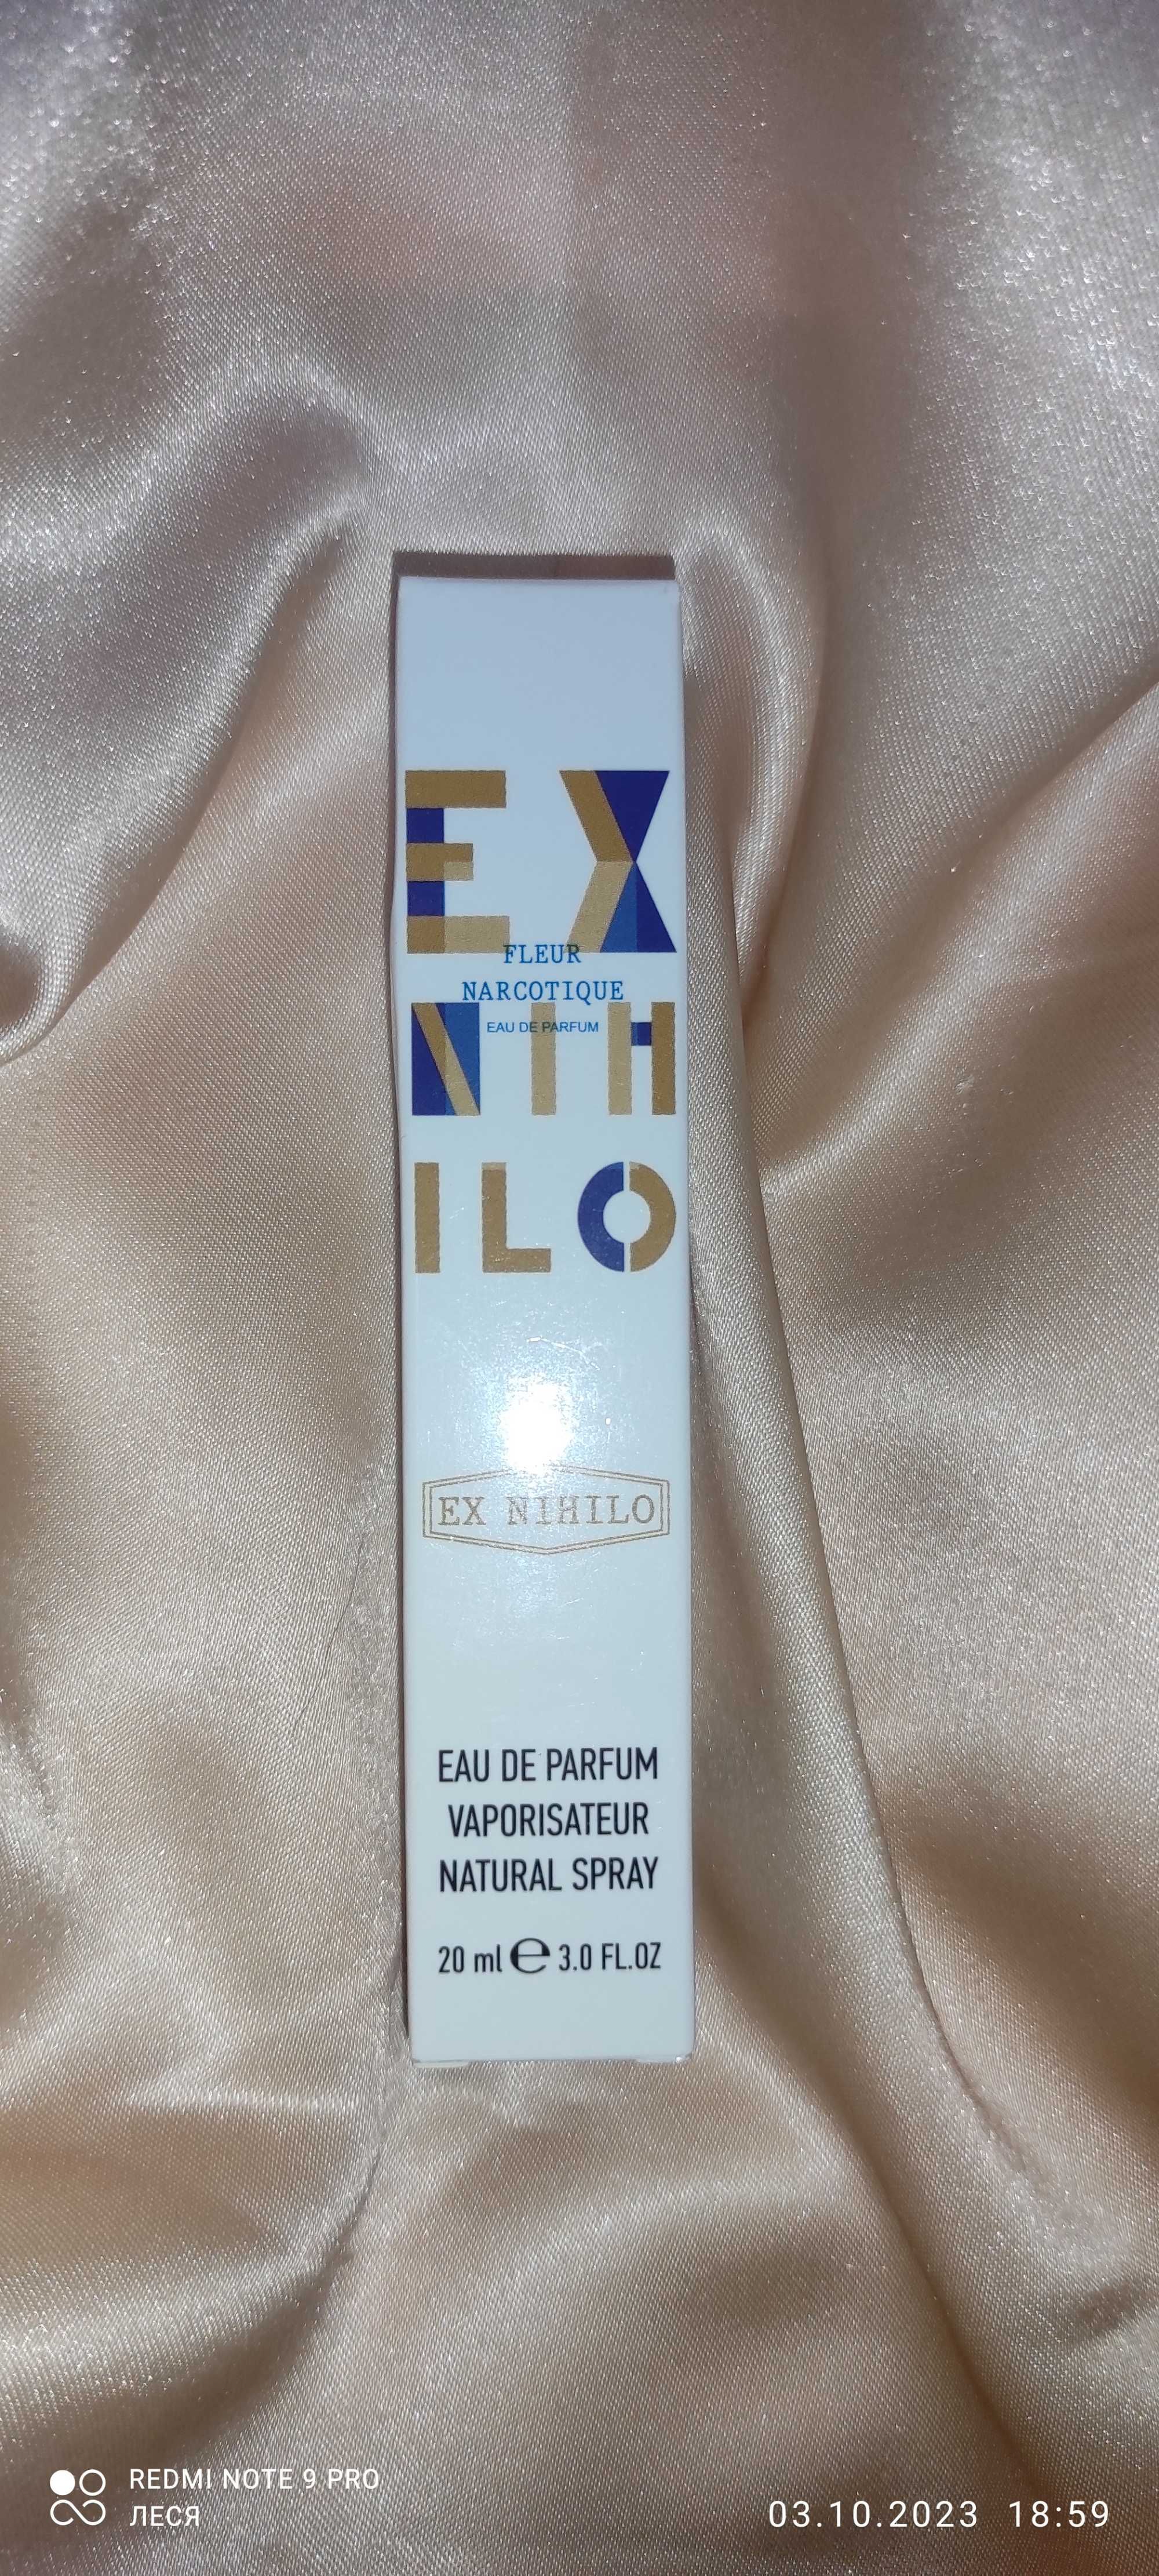 EX
FLEUR
NARCOTIQUE
EAU DE PARFUM
NIH
ILO
EX NIHILO
EAU DE PARFUM
VAPORISATEUR
NATURAL SPRAY
20 ml e 3.0 FL.OZ
REDMI NOTE 9 PRO
ЛЕСЯ
03.10.2023 18:59